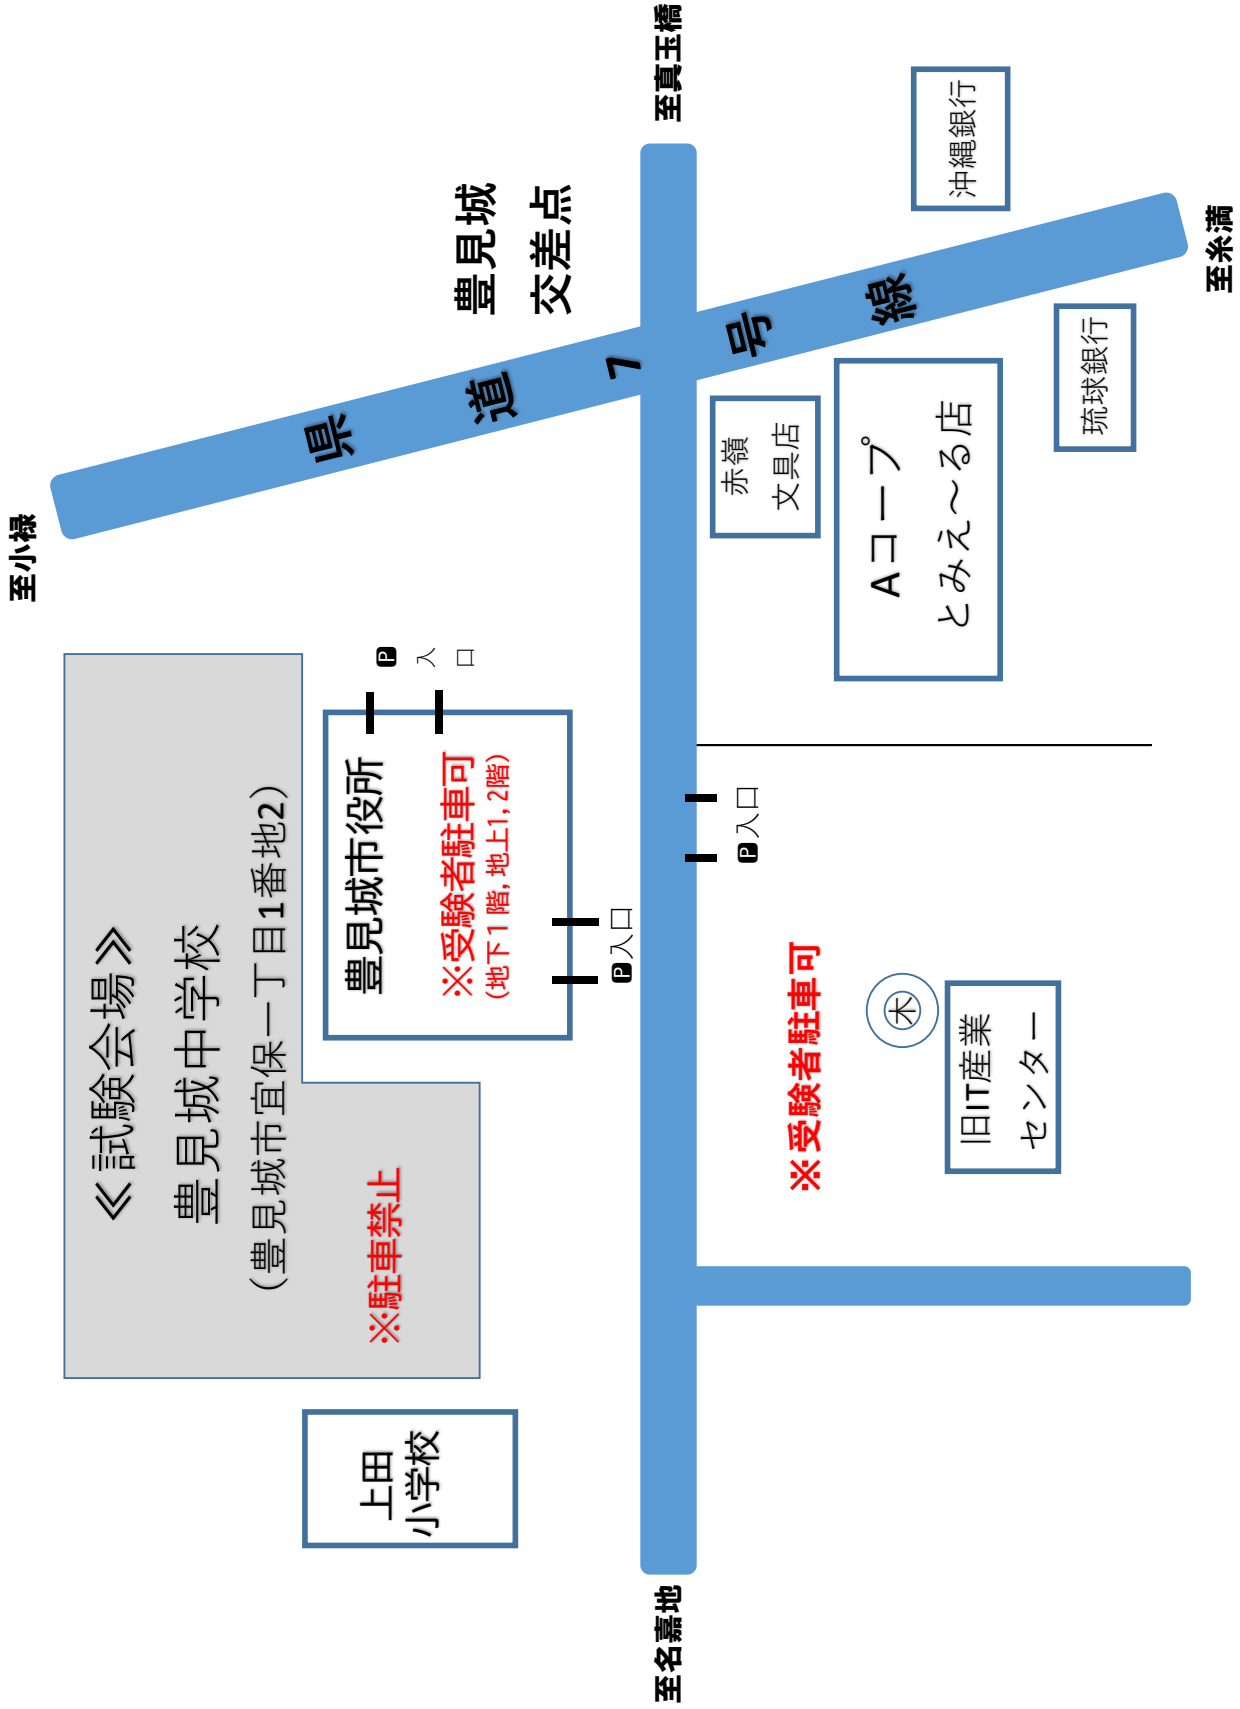 至小禄
≪試験会場≫
豊見城中学校
（豊見城市宜保一丁目1番地2）
※駐車禁止
上田
小学校
豊見城市役所
※受験者駐車可
(地下1階,地上1,2階)
P
入
口
P入口
県道7号線
豊見城
交差点
至真玉橋
至名嘉地
P入口
※受験者駐車可
木
旧IT産業
センター
赤嶺
文具店
Aコープ
とみえ～る店
沖縄銀行
琉球銀行
至糸満